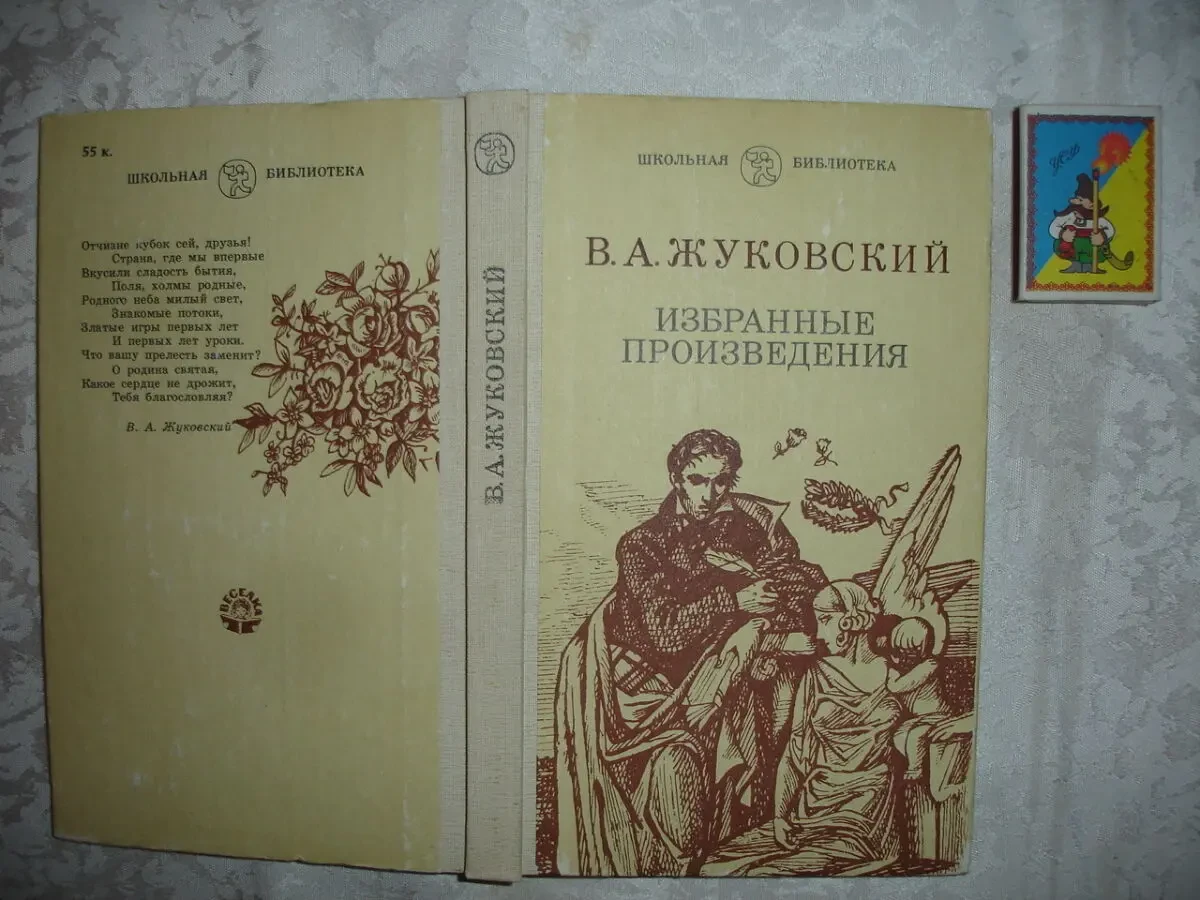 55 к.
ШКОЛЬНАЯ БИБЛИОТЕКА
Отчизне кубок сей, друзья!
Страна, где мы впервые
Вкусили сладость бытия,
Поля, холмы родные,
Родного неба милый свет,
Знакомые потоки,
Златые игры первых лет
И первых лет уроки.
Что вашу прелесть заменит?
О родина святая,
Какое сердце не дрожит,
Тебя благословляя?
В. А. Жуковский
ВЕСЕЛКА
В. А. ЖУКОВСКИЙ
ШКОЛЬНАЯ БИБЛИОТЕКА
В. А. ЖУКОВСКИЙ
ИЗБРАННЫЕ
ПРОИЗВЕДЕНИЯ